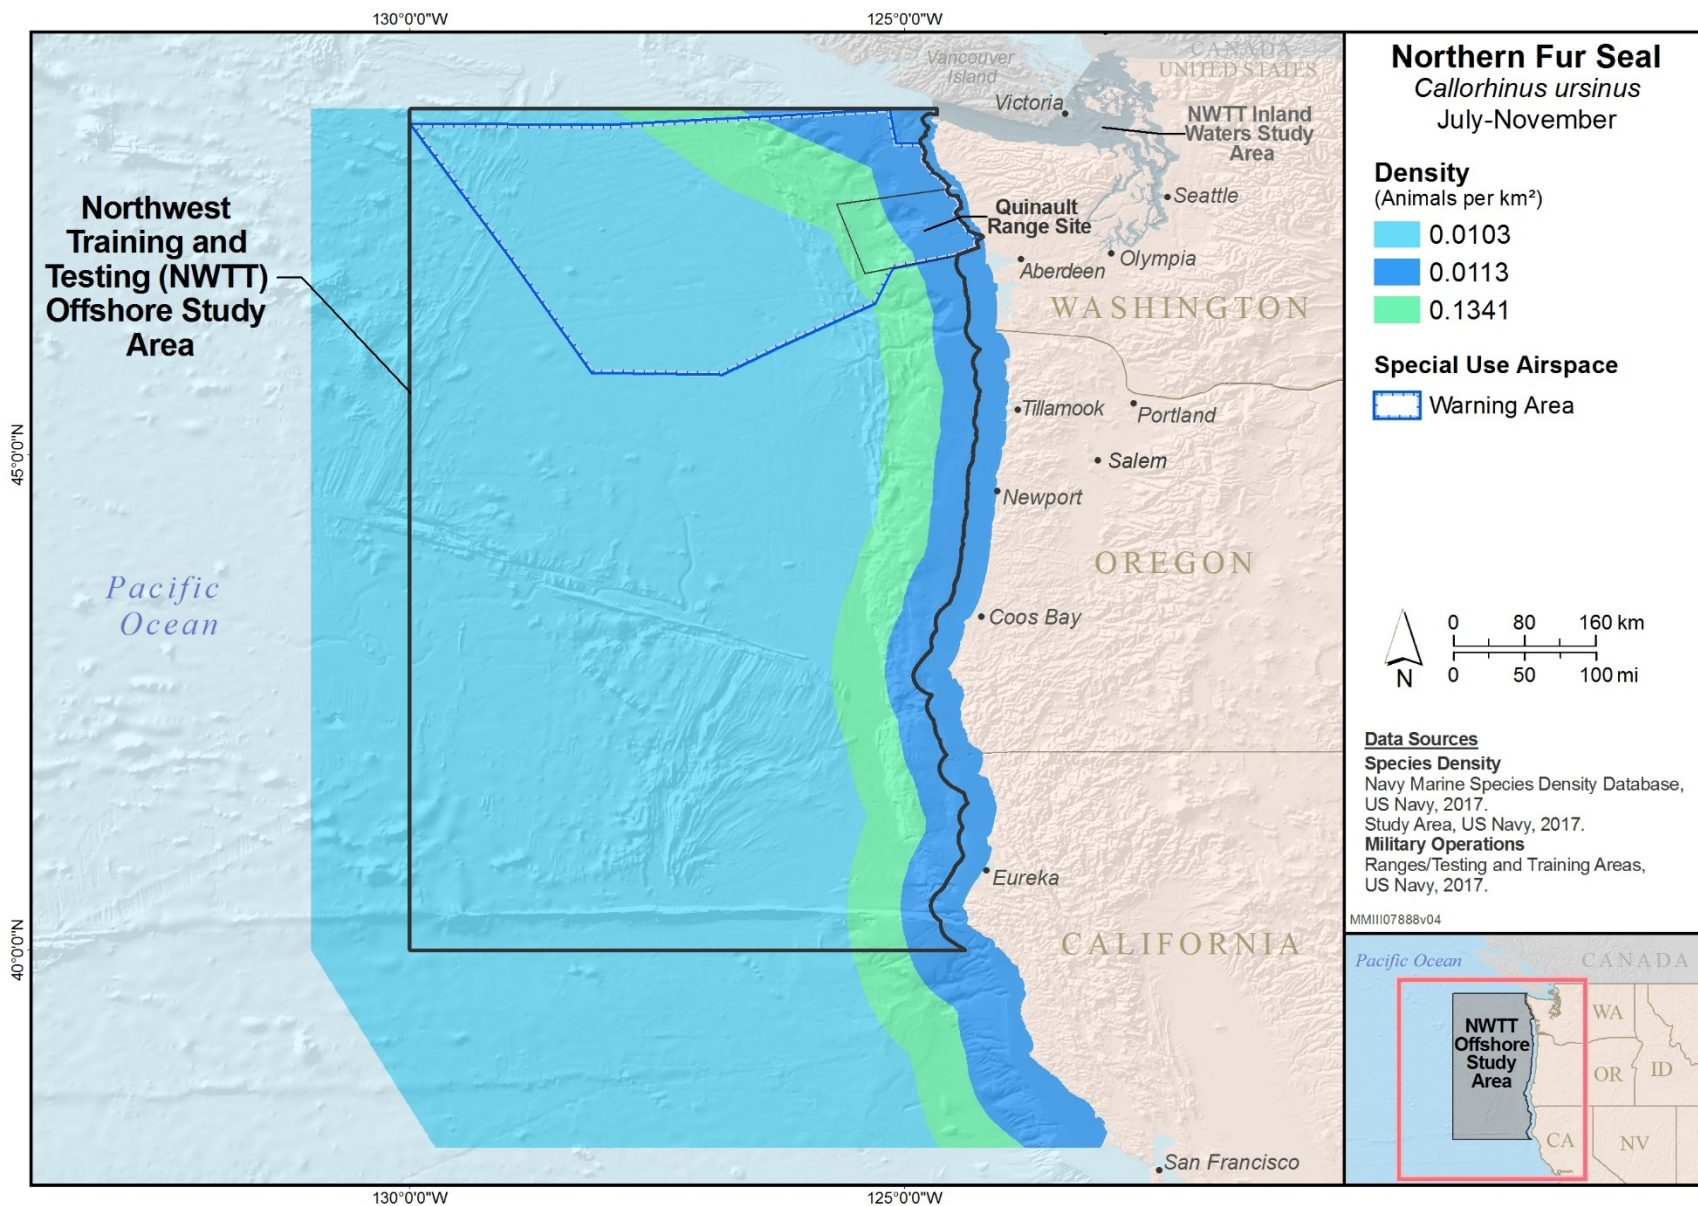 130°0'0"W
125°0'0"W
45°0'0"N
40°0'0"N
130°0'0"W
125°0'0"W
Vancouver
Island
CANADA
UNITED STATES
Victoria
NWTT Inland
Waters Study
Area
Seattle
Northwest
Training and
Testing (NWTT)
Offshore Study
Area
Quinault
Range Site
Aberdeen
Olympia
WASHINGTON
Tillamook
Portland
Salem
Newport
OREGON
Pacific
Ocean
Coos Bay
Eureka
CALIFORNIA
San Francisco
Northern Fur Seal
Callorhinus ursinus
July-November
Density
(Animals per km²)
0.0103
0.0113
0.1341
Special Use Airspace
Warning Area
N
0 80 160 km
0 50 100 mi
Data Sources
Species Density
Navy Marine Species Density Database,
US Navy, 2017.
Study Area, US Navy, 2017.
Military Operations
Ranges/Testing and Training Areas,
US Navy, 2017.
MMIII07888v04
Pacific Ocean
CANADA
NWTT
Offshore
Study
Area
WA
OR
ID
CA
NV